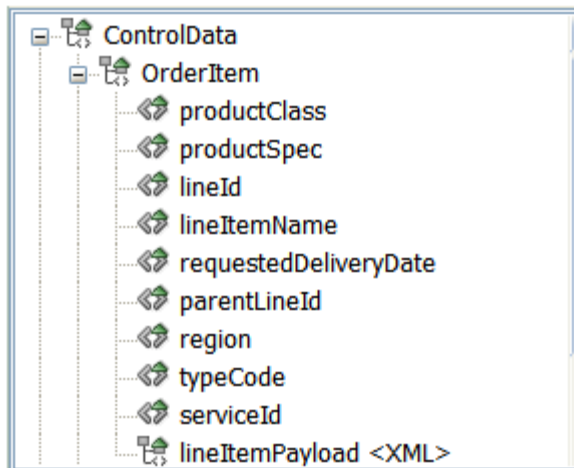 ControlData
OrderItem
productClass
productSpec
lineId
lineItemName
requestedDeliveryDate
parentLineId
region
typeCode
serviceId
lineItemPayload <XML>